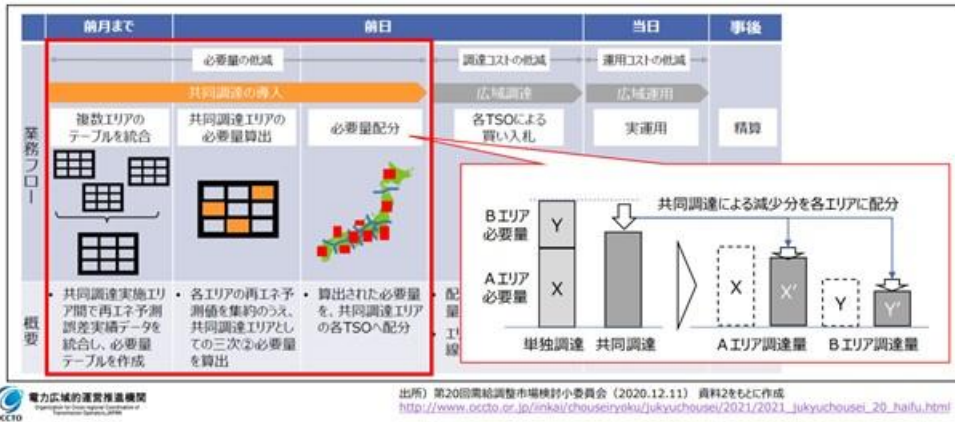 前月まで
前日
当日
事後
必要量の低減
調達コストの低減
運用コストの低減
共同調達の導入
広域調達
広域運用
業務フロー
複数エリアの
テーブルを統合
共同調達エリアの
必要量算出
必要量配分
各TSOによる
買い入札
実運用
精算
共同調達による減少分を各エリアに配分
Bエリア
必要量
Y
Aエリア
必要量
X
単独調達
共同調達
X
X'
Y
Y'
Aエリア調達量
Bエリア調達量
概要
• 共同調達実施エリ
ア間で再エネ予測
誤差実績データを
統合し、必要量
テーブルを作成
• 各エリアの再エネ予
測値を集約のうえ、
共同調達エリアとし
ての三次②必要量
を算出
• 算出された必要量
を、共同調達エリア
の各TSOへ配分
• 配
量
• エリ
線
電力広域的運営推進機関
Organization for Cross-regional Coordination of
Transmission Operators, JAPAN
OCCTO
出所）第20回需給調整市場検討小委員会（2020.12.11） 資料2をもとに作成
http://www.occto.or.jp/iinkai/chouseiryoku/jukyuchousei/2021/2021_jukyuchousei_20_haifu.html